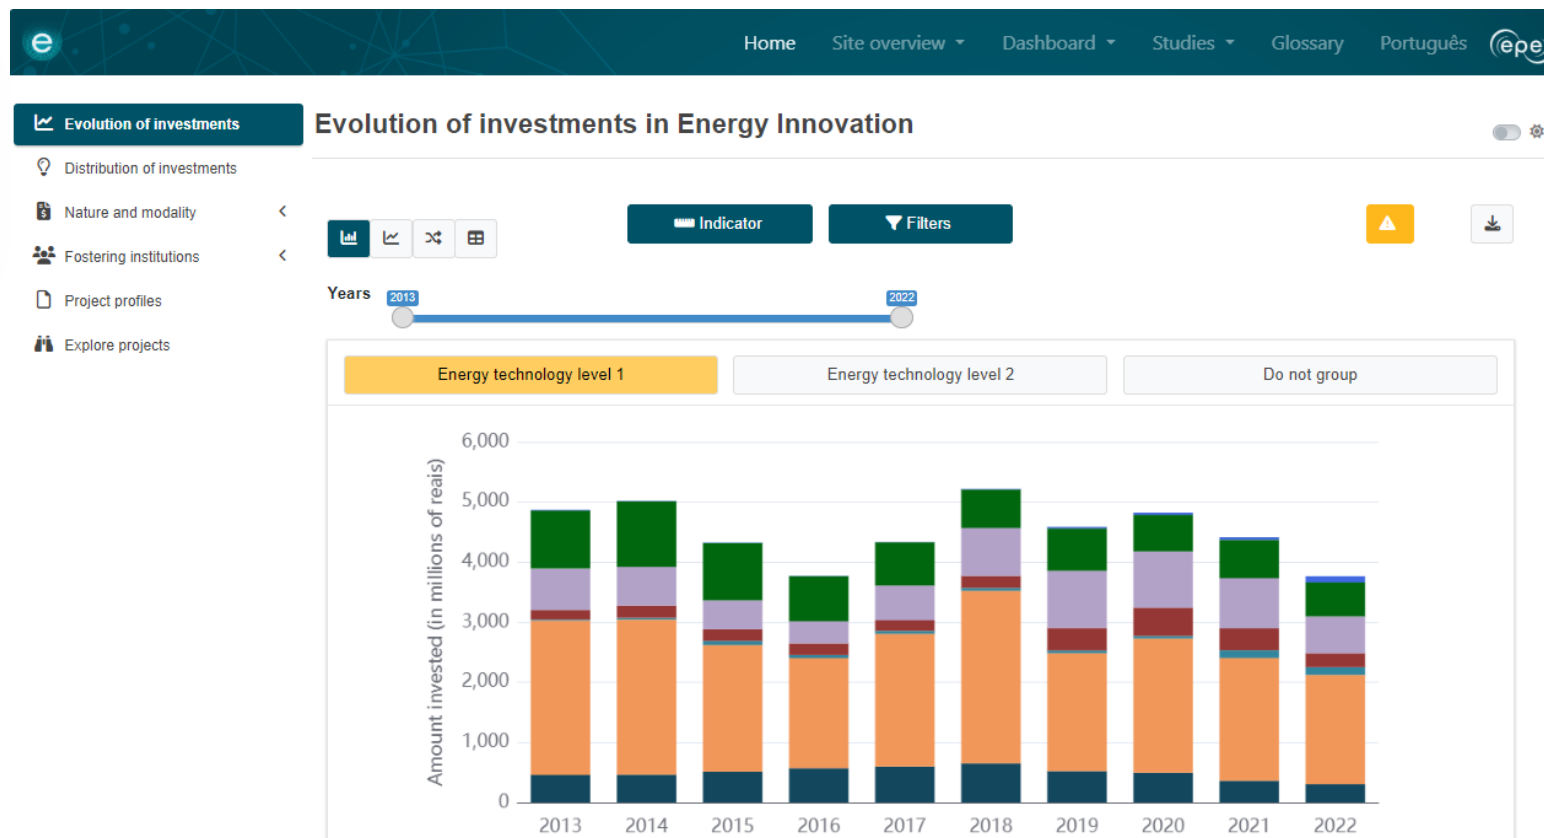 e
Home Site overview Dashboard Studies Glossary Português epe
Evolution of investments
Distribution of investments
Nature and modality
Fostering institutions
Project profiles
Explore projects
Evolution of investments in Energy Innovation
Indicator Filters
Years 2013 2022
Energy technology level 1 Energy technology level 2 Do not group
Amount invested (in millions of reais)
6,000
5,000
4,000
3,000
2,000
1,000
0
2013 2014 2015 2016 2017 2018 2019 2020 2021 2022